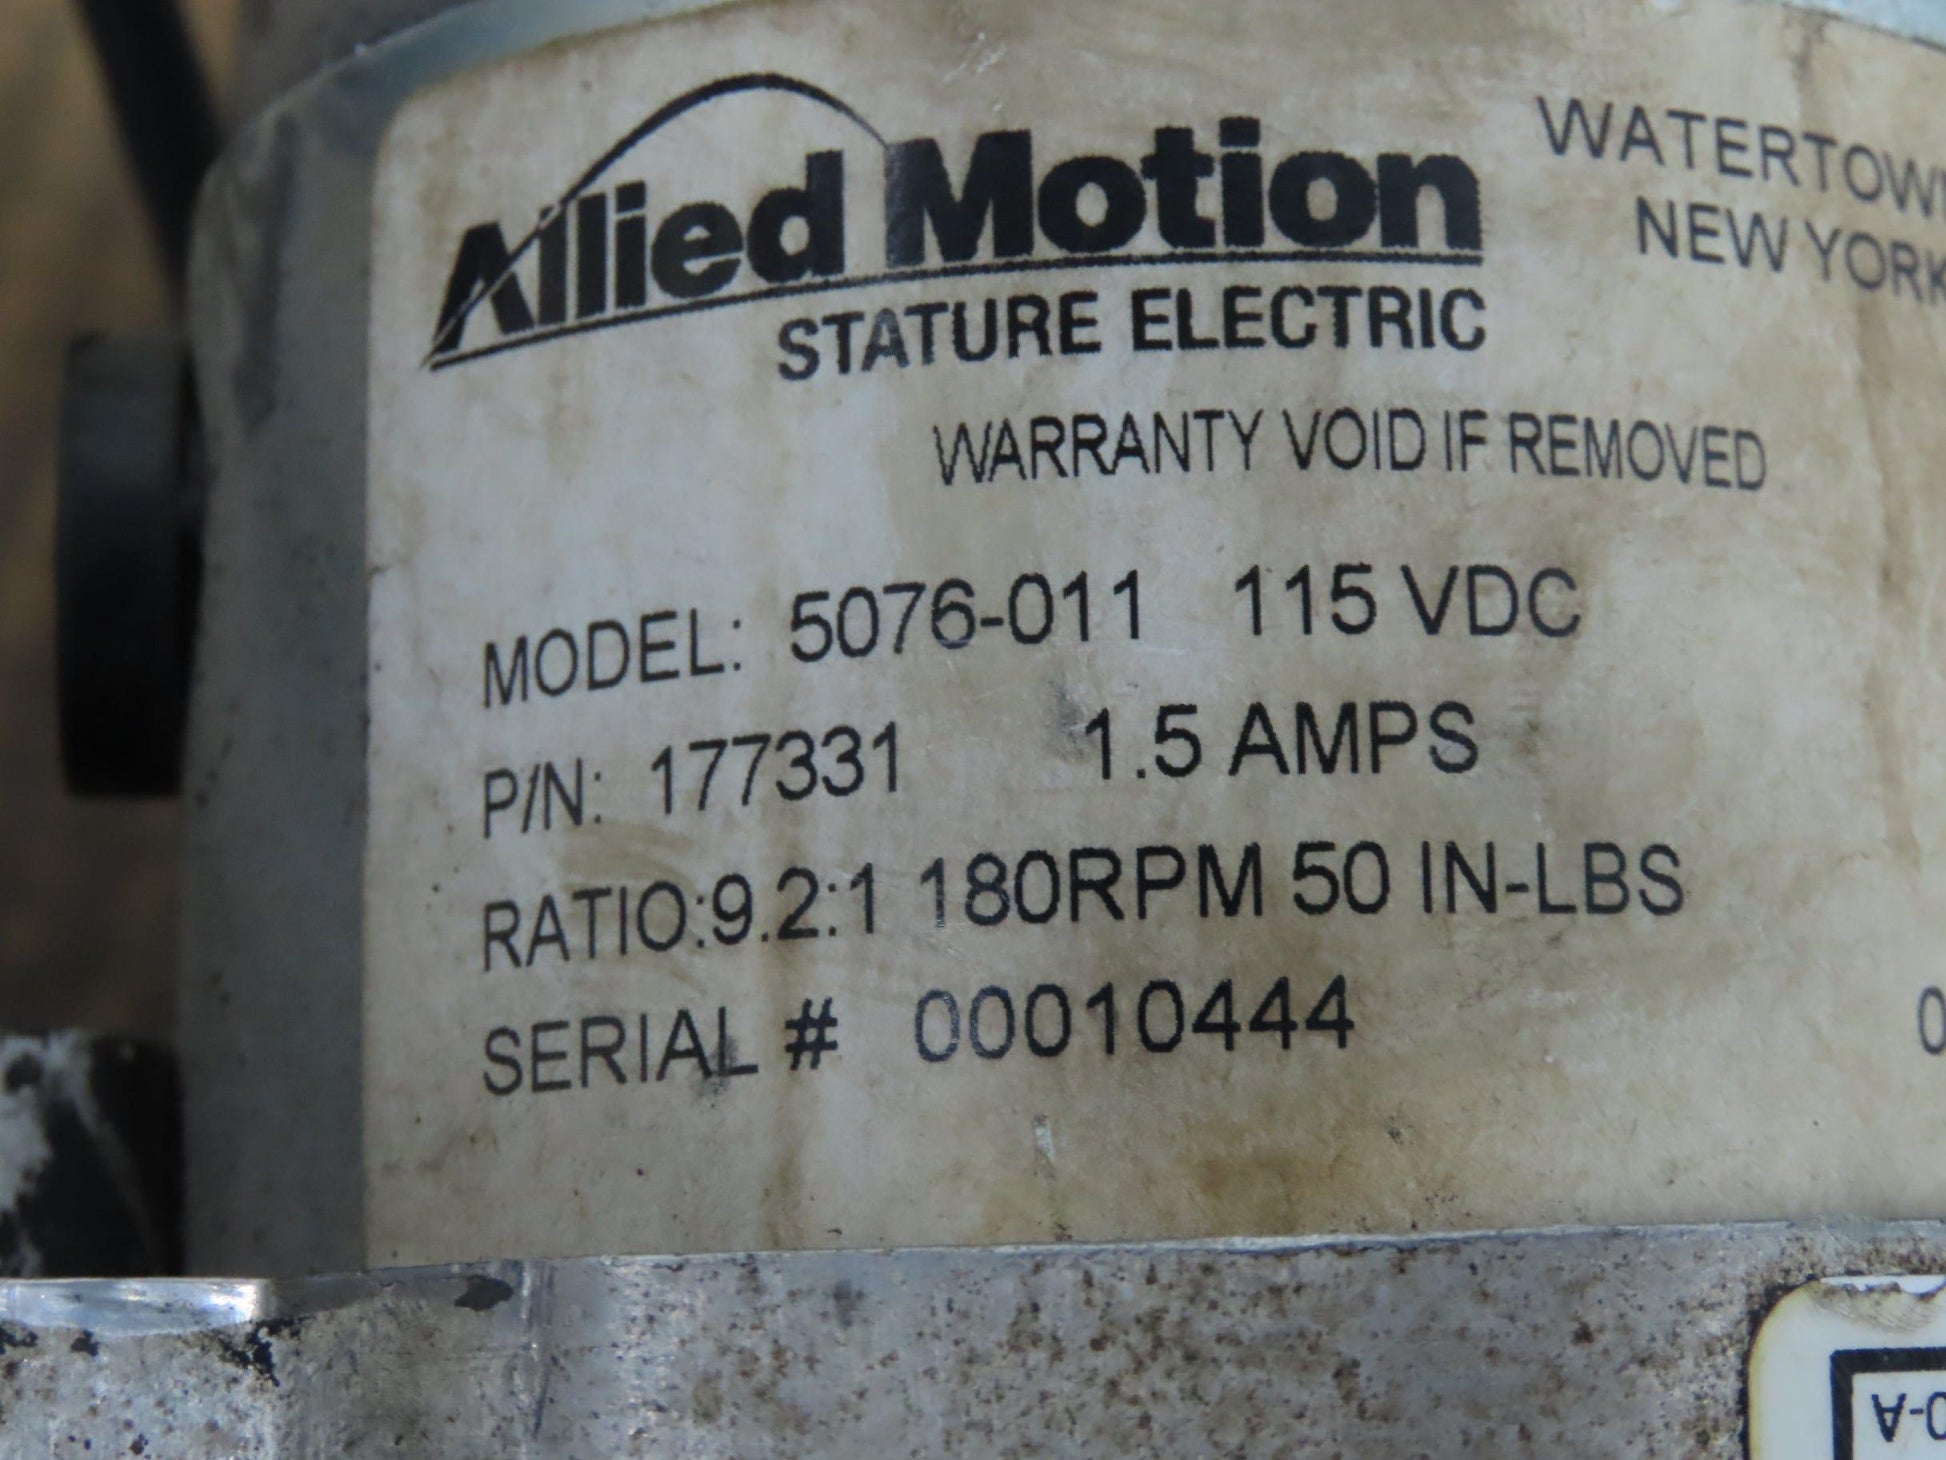 Allied Motion
STATURE ELECTRIC
WATERTOWN
NEW YORK
WARRANTY VOID IF REMOVED
MODEL: 5076-011 115 VDC
P/N: 177331 1.5 AMPS
RATIO:9.2:1 180RPM 50 IN-LBS
SERIAL # 00010444